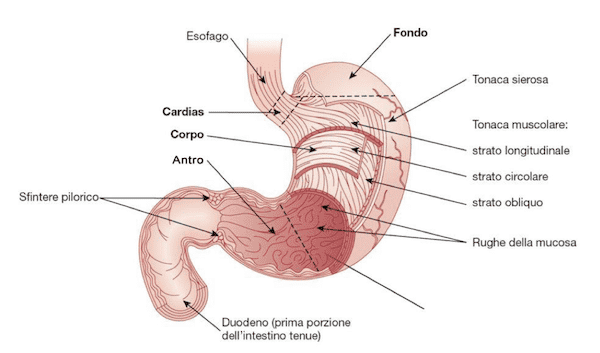 Esofago
Fondo
Tonaca sierosa
Cardias
Tonaca muscolare:
Corpo
strato longitudinale
Antro
strato circolare
Sfintere pilorico
strato obliquo
Rughe della mucosa
Duodeno (prima porzione
dell'intestino tenue)